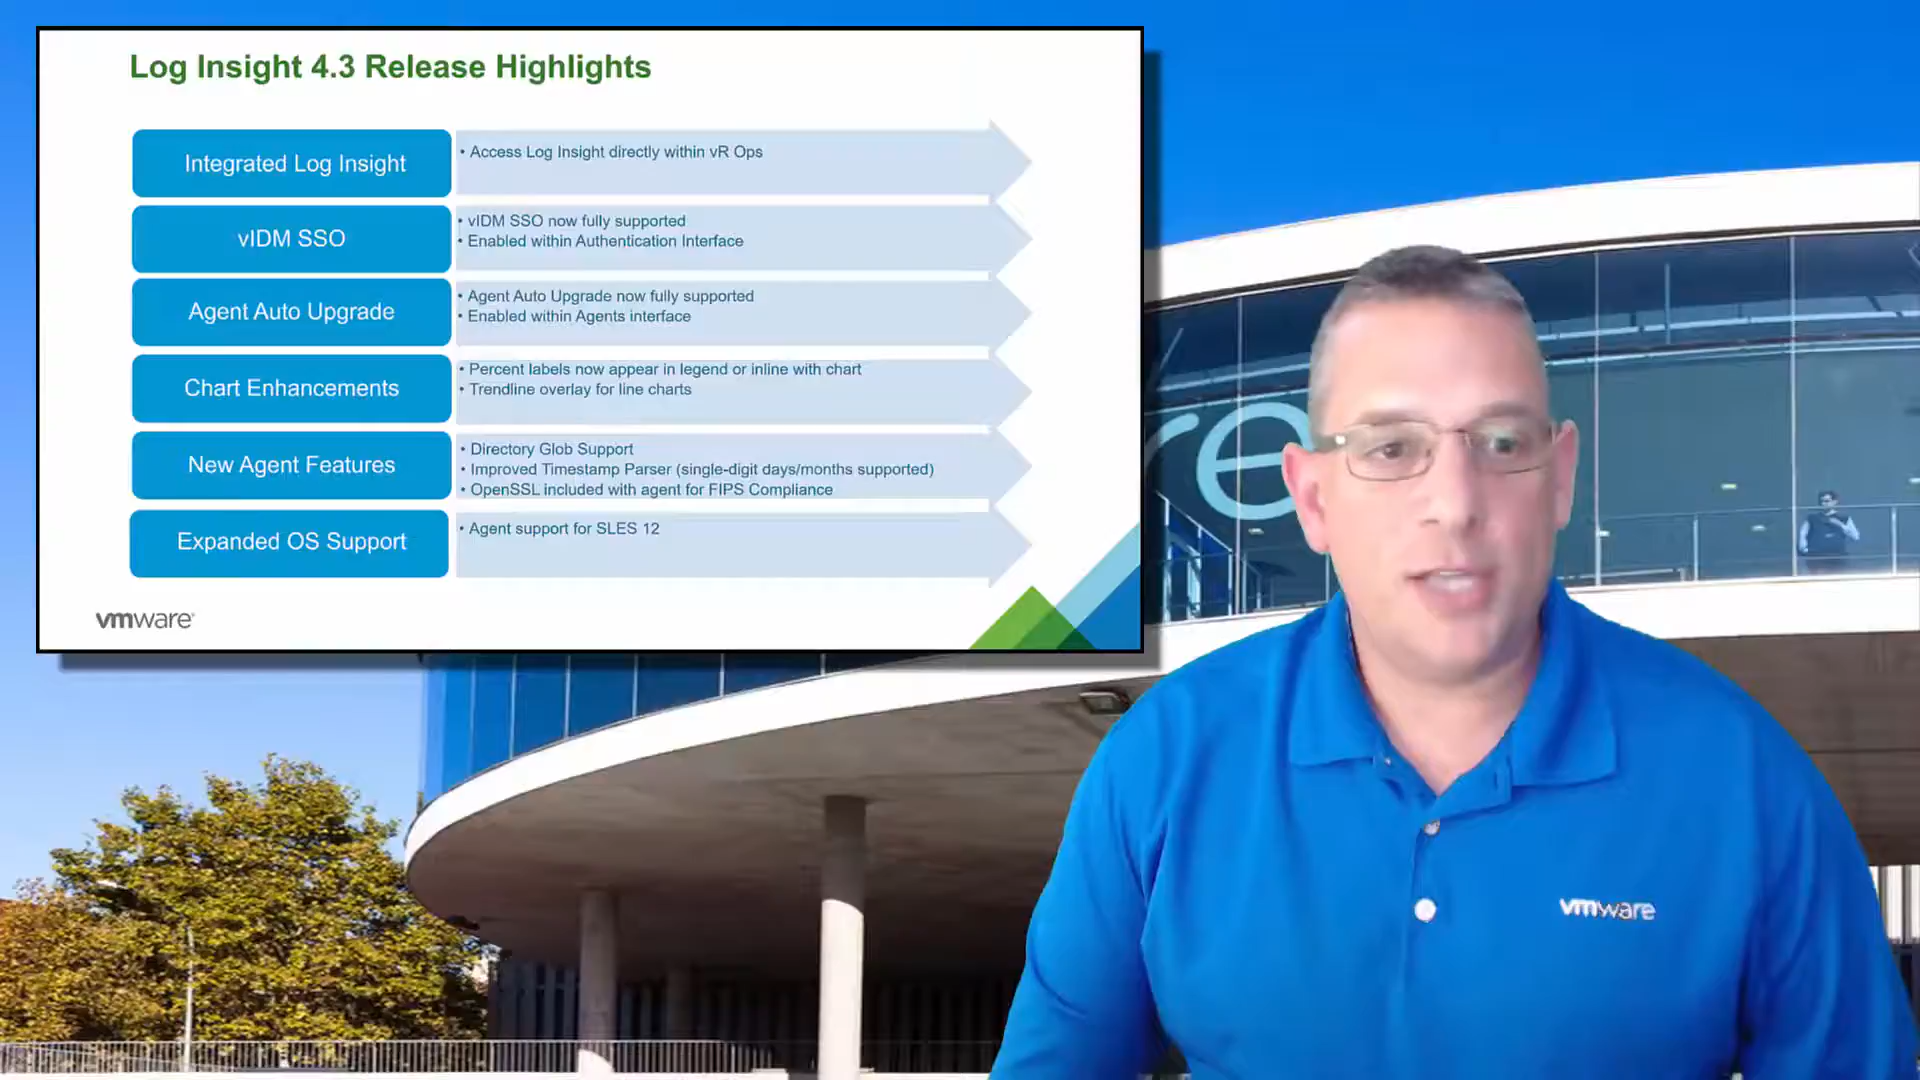 Log Insight 4.3 Release Highlights
Integrated Log Insight
• Access Log Insight directly within vR Ops
vIDM SSO
• vIDM SSO now fully supported
• Enabled within Authentication Interface
Agent Auto Upgrade
• Agent Auto Upgrade now fully supported
• Enabled within Agents interface
Chart Enhancements
• Percent labels now appear in legend or inline with chart
• Trendline overlay for line charts
New Agent Features
• Directory Glob Support
• Improved Timestamp Parser (single-digit days/months supported)
• OpenSSL included with agent for FIPS Compliance
Expanded OS Support
• Agent support for SLES 12
vmware®
re
vmware